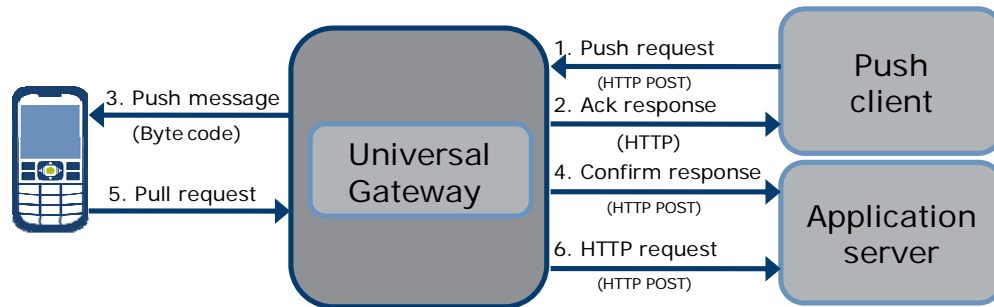 1. Push request
(HTTP POST)
Push
client
3. Push message
(Byte code)
2. Ack response
(HTTP)
Universal
Gateway
4. Confirm response
(HTTP POST)
5. Pull request
Application
server
6. HTTP request
(HTTP POST)